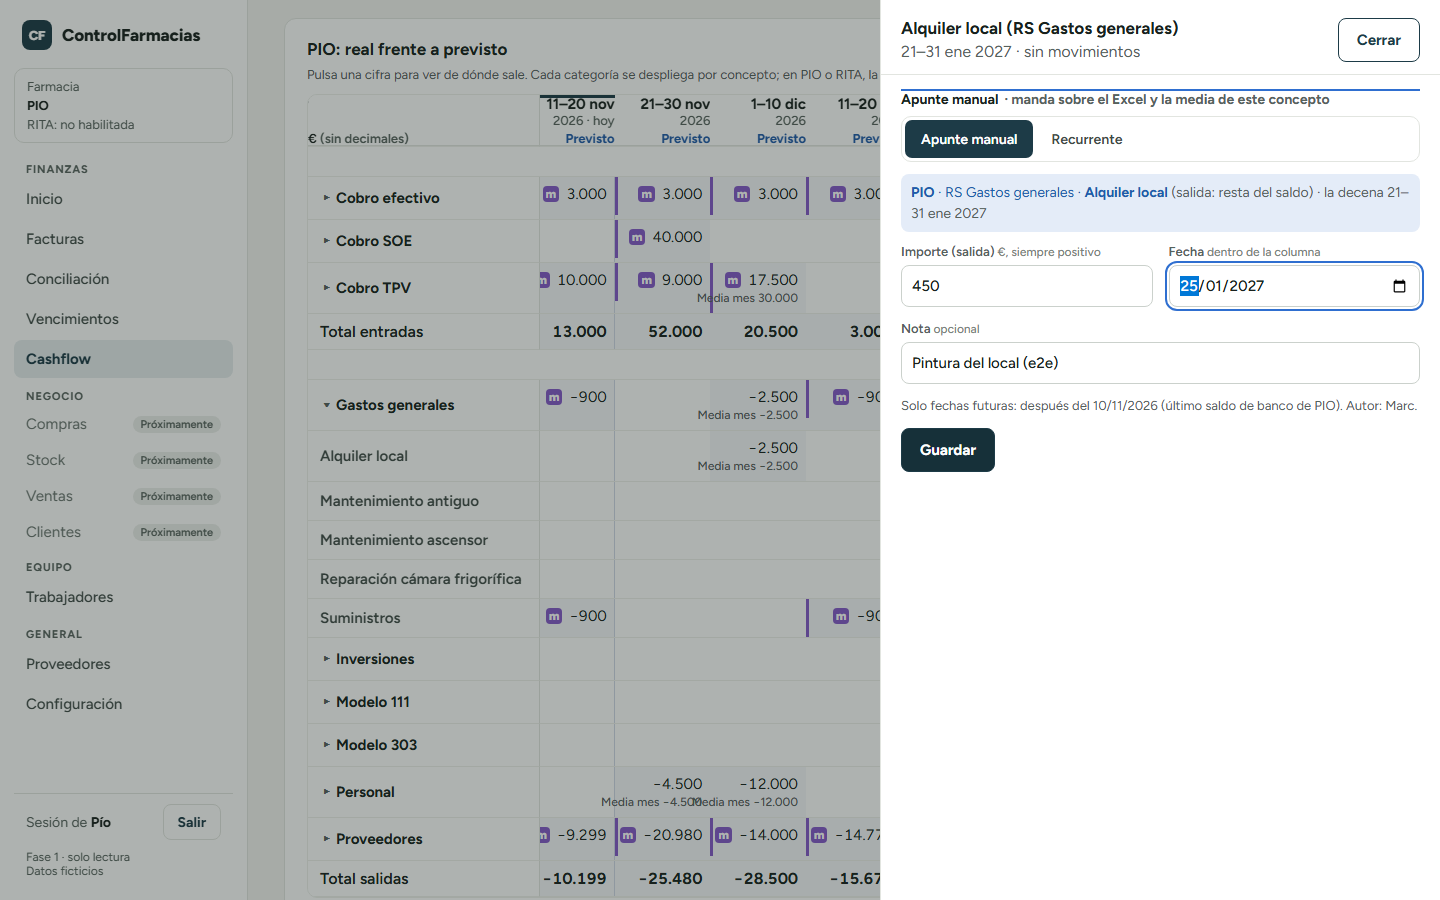 CF ControlFarmacias
Farmacia
PIO
RITA: no habilitada
FINANZAS
Inicio
Facturas
Conciliación
Vencimientos
Cashflow
NEGOCIO
Compras Próximamente
Stock Próximamente
Ventas Próximamente
Clientes Próximamente
EQUIPO
Trabajadores
GENERAL
Proveedores
Configuración
Sesión de Pío Salir
Fase 1 · solo lectura
Datos ficticios
PIO: real frente a previsto
Pulsa una cifra para ver de dónde sale. Cada categoría se despliega por concepto; en PIO o RITA, la
11–20 nov 21–30 nov 1–10 dic 11–20
2026 · hoy 2026 2026
€ (sin decimales) Previsto Previsto Previsto
Cobro efectivo m 3.000 m 3.000 m 3.000 m
Cobro SOE m 40.000
Cobro TPV 10.000 m 9.000 m 17.500
Media mes 30.000
Total entradas 13.000 52.000 20.500
Gastos generales m −900 −2.500 m
Media mes −2.500
Alquiler local −2.500
Media mes −2.500
Mantenimiento antiguo
Mantenimiento ascensor
Reparación cámara frigorífica
Suministros m −900 m
Inversiones
Modelo 111
Modelo 303
Personal −4.500 −12.000
Media mes −4.500 Media mes −12.000
Proveedores −9.299 m −20.980 m −14.000 m
Total salidas −10.199 −25.480 −28.500
Alquiler local (RS Gastos generales)
21–31 ene 2027 · sin movimientos
Cerrar
Apunte manual · manda sobre el Excel y la media de este concepto
Apunte manual Recurrente
PIO · RS Gastos generales · Alquiler local (salida: resta del saldo) · la decena 21–
31 ene 2027
Importe (salida) €, siempre positivo Fecha dentro de la columna
450 25/01/2027
Nota opcional
Pintura del local (e2e)
Solo fechas futuras: después del 10/11/2026 (último saldo de banco de PIO). Autor: Marc.
Guardar